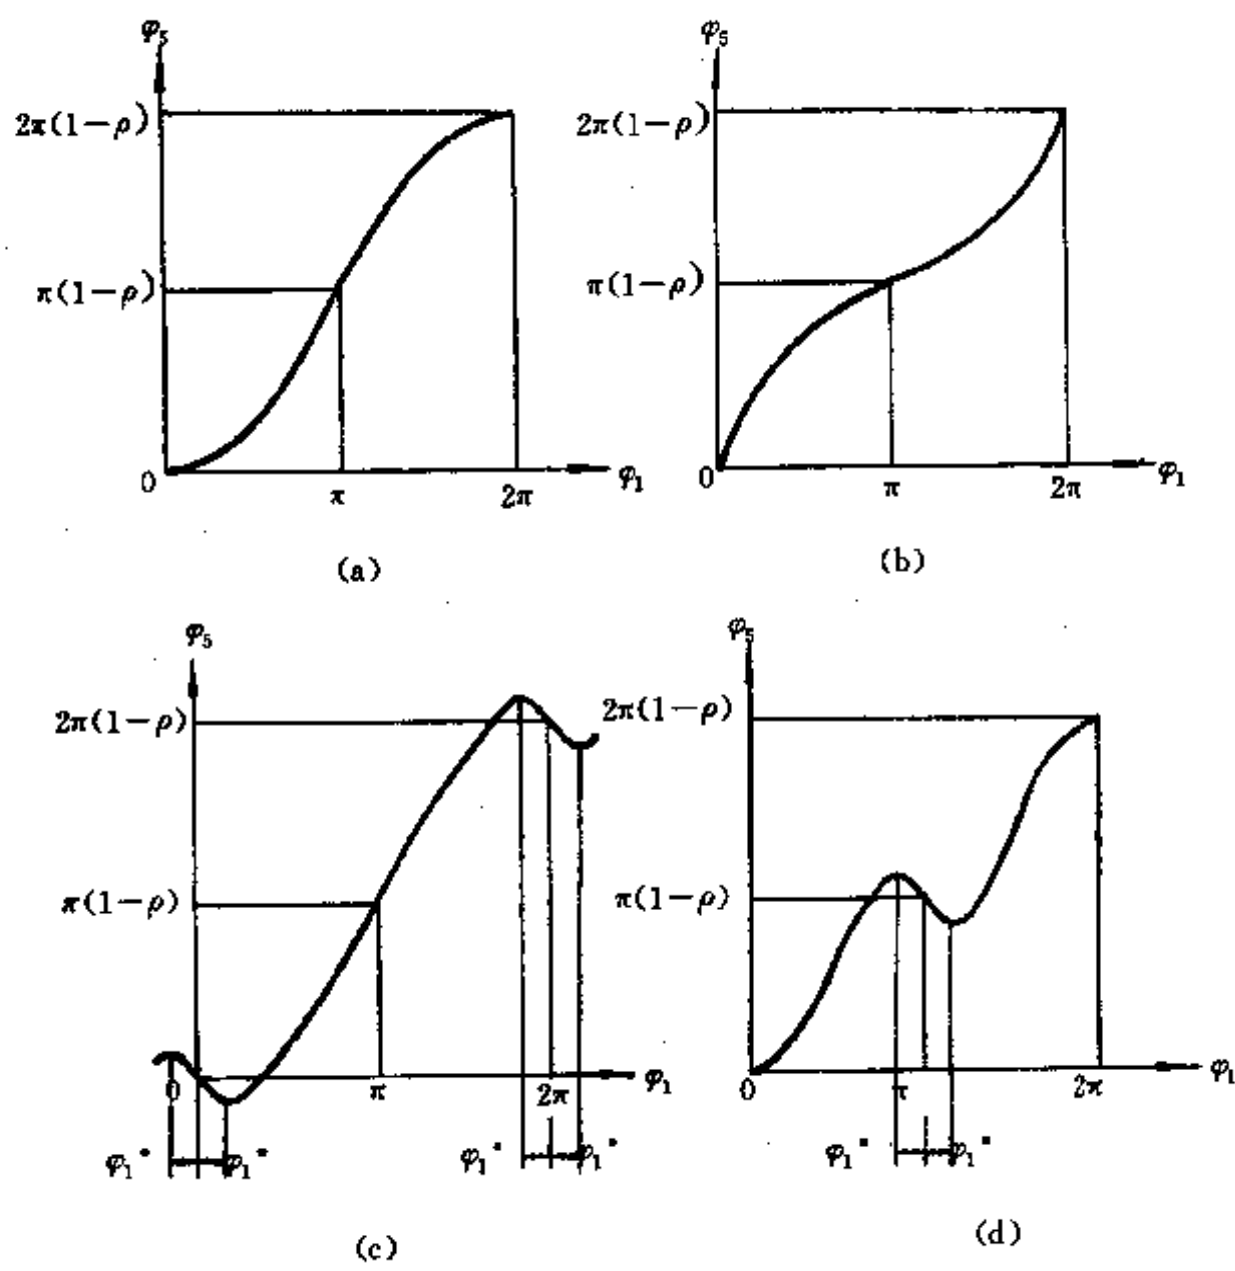 φ₅
2π(1-ρ)
π(1-ρ)
0
π
2π
φ₁
(a)
φ₅
2π(1-ρ)
π(1-ρ)
0
π
2π
φ₁
(b)
φ₅
2π(1-ρ)
π(1-ρ)
0
π
2π
φ₁
φ₁* φ₁*
φ₁* φ₁*
(c)
φ₅
2π(1-ρ)
π(1-ρ)
0
π
2π
φ₁
φ₁* φ₁*
(d)